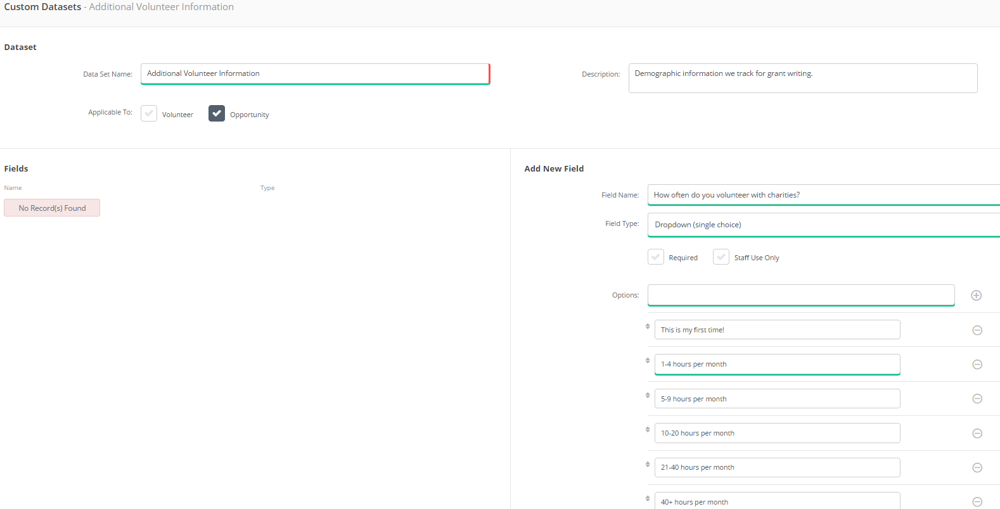 Custom Datasets - Additional Volunteer Information
Dataset
Data Set Name: Additional Volunteer Information
Description: Demographic information we track for grant writing.
Applicable To: Volunteer Opportunity
Fields
Name Type
No Record(s) Found
Add New Field
Field Name: How often do you volunteer with charities?
Field Type: Dropdown (single choice)
Required Staff Use Only
Options:
This is my first time!
1-4 hours per month
5-9 hours per month
10-20 hours per month
21-40 hours per month
40+ hours per month